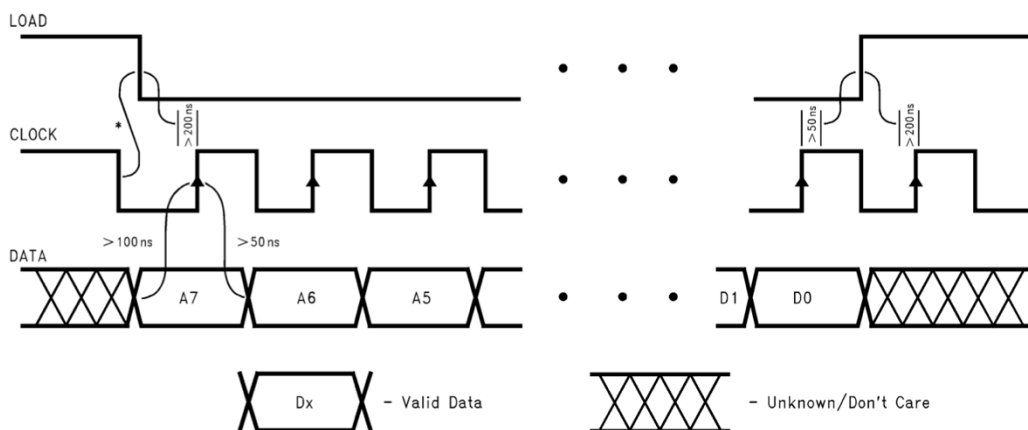 LOAD
>200ns
>50ns
>200ns
*
CLOCK
>100ns
>50ns
DATA
A7
A6
A5
D1
D0
Dx
- Valid Data
- Unknown/Don't Care